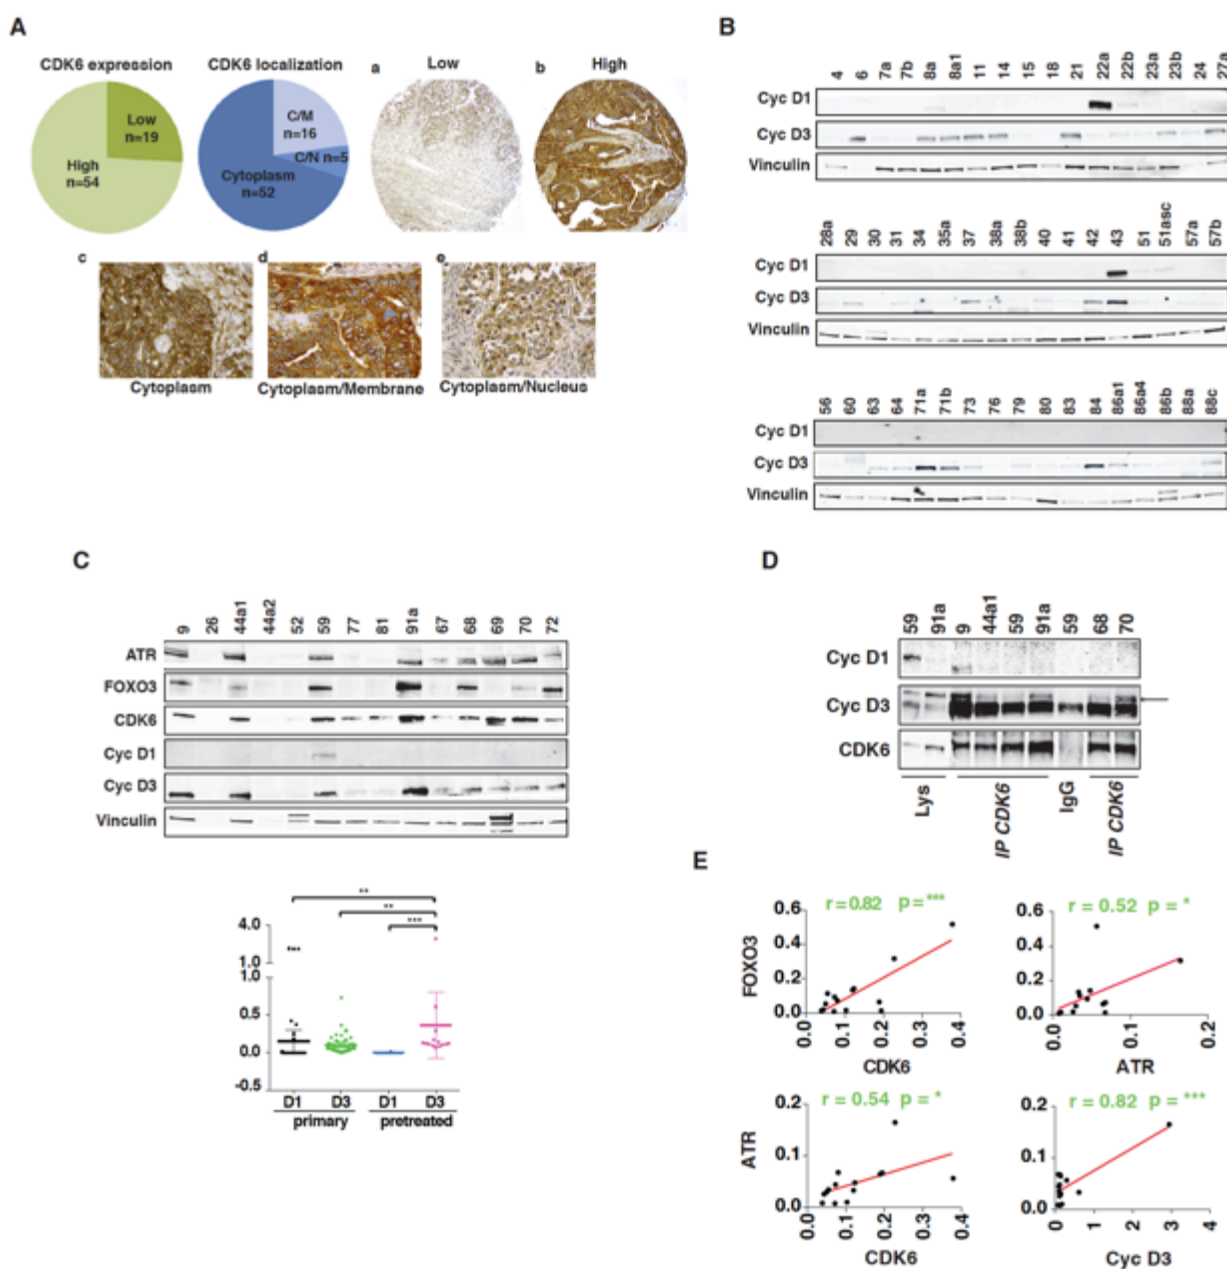 A
CDK6 expression
Low
n=19
High
n=54
CDK6 localization
C/M
n=16
C/N n=5
Cytoplasm
n=52
a
Low
b
High
c
Cytoplasm
d
Cytoplasm/Membrane
e
Cytoplasm/Nucleus
B
4 6 7a 7b 8a 8a1 11 14 15 18 21 22a 22b 23a 23b 24 27a
Cyc D1
Cyc D3
Vinculin
28a 29 30 31 34 35a 37 38a 38b 40 41 42 43 51 51asc 57a 57b
Cyc D1
Cyc D3
Vinculin
56 60 63 64 71a 71b 73 76 79 80 83 84 86a1 86a4 86b 88a 88c
Cyc D1
Cyc D3
Vinculin
C
9 26 44a1 44a2 52 59 77 81 91a 67 68 69 70 72
ATR
FOXO3
CDK6
Cyc D1
Cyc D3
Vinculin
** 
**
***
4.0
1.0
1.0
0.5
0.0
-0.5
D1 D3 D1 D3
primary pretreated
D
59 91a 9 44a1 59 91a 59 68 70
Cyc D1
Cyc D3
CDK6
Lys IP CDK6 IgG IP CDK6
E
r=0.82 p=***
FOXO3
0.6
0.4
0.2
0.0
0.0 0.1 0.2 0.3 0.4
CDK6
r = 0.52 p = *
0.6
0.4
0.2
0.0
0.0 0.1 0.2
ATR
r = 0.54 p = *
ATR
0.2
0.1
0.0
0.0 0.1 0.2 0.3 0.4
CDK6
r = 0.82 p = ***
0.2
0.1
0.0
0 1 2 3 4
Cyc D3